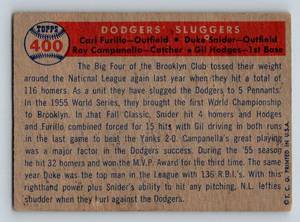 TOPPS
400
DODGERS' SLUGGERS
Carl Furillo—Outfield • Duke Snider—Outfield
Roy Campanella—Catcher • Gil Hodges—1st Base
The Big Four of the Brooklyn Club tossed their weight
around the National League again last year when they hit a total of
116 homers. As a unit they have slugged the Dodgers to 5 Pennants.
In the 1955 World Series, they brought the first World Championship
to Brooklyn. In that Fall Classic, Snider hit 4 homers and
Hodges and Furillo combined for 15 hits with Gil driving in both runs
in the last game to beat the Yanks 2-0. Campanella's great playing
was a major factor in the Dodgers' success. During the '55 season
he hit 32 homers and won the M.V.P. Award for the third time. The
same year Duke was top man in the League with 136 R.B.I.'s. With this
righthand power plus Snider's ability in hitting any pitching, N.L. lefties
shudder when they hurl against the Dodgers.
© T. C. G. PRINTED IN U.S.A.